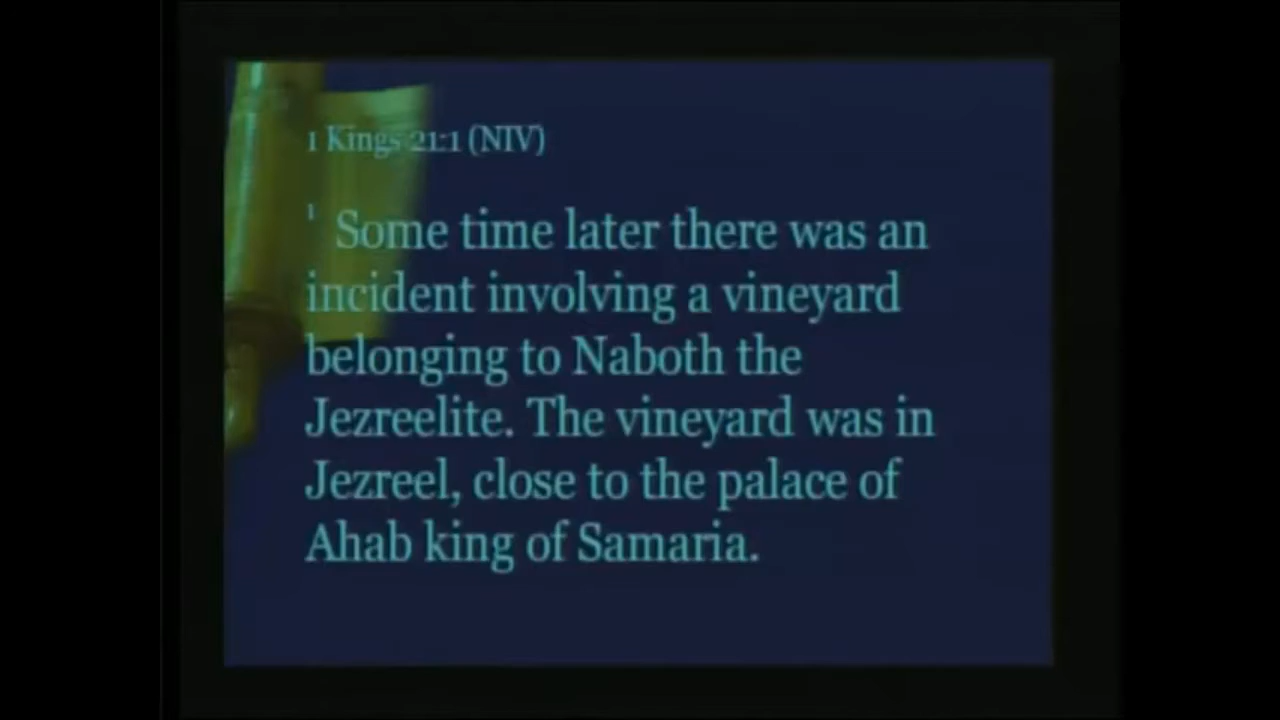 1 Kings 21:1 (NIV)
1 Some time later there was an
incident involving a vineyard
belonging to Naboth the
Jezreelite. The vineyard was in
Jezreel, close to the palace of
Ahab king of Samaria.